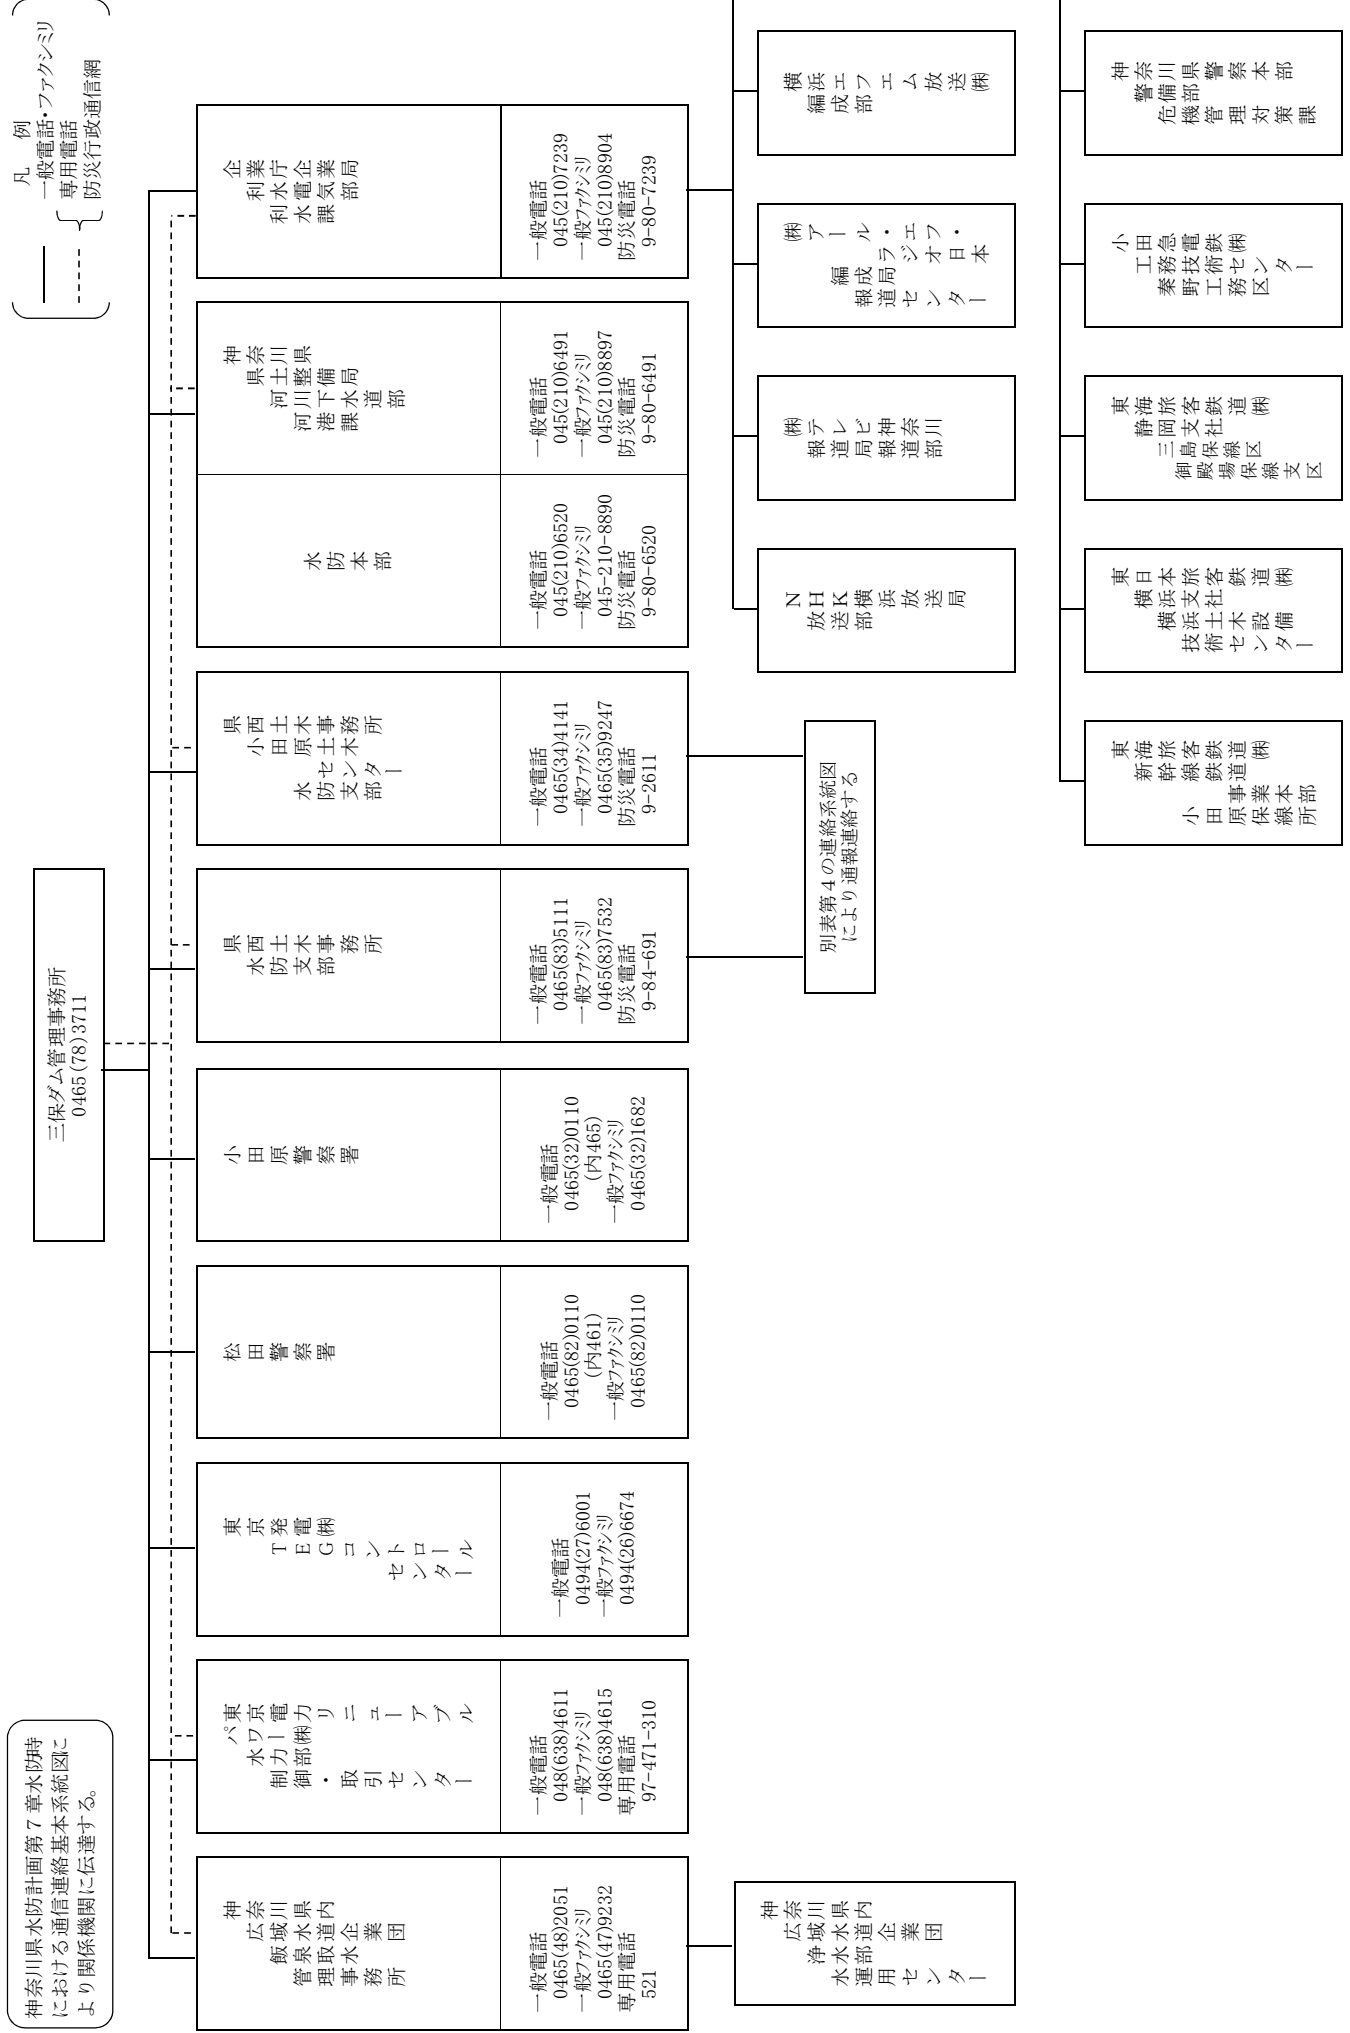 神奈川県水防計画第7章水防時
における通信連絡基本系統図に
より関係機関に伝達する。
三保ダム管理事務所
0465(78)3711
凡 例
一般電話・ファクシミリ
専用電話
防災行政通信網
神奈川県内
広域水道企業団
飯泉取水
管理事務所
一般電話
0465(48)2051
一般ファクシミリ
0465(47)9232
専用電話
521
東京電力リニューアブル
パワー㈱
水力部
制御・取引センター
一般電話
048(638)4611
一般ファクシミリ
048(638)4615
専用電話
97-471-310
東京発電㈱
TEGコントロール
センター
一般電話
0494(27)6001
一般ファクシミリ
0494(26)6674
松田警察署
一般電話
0465(82)0110
(内461)
一般ファクシミリ
0465(82)0110
小田原警察署
一般電話
0465(32)0110
(内465)
一般ファクシミリ
0465(32)1682
県西土木事務所
水防支部
一般電話
0465(83)5111
一般ファクシミリ
0465(83)7532
防災電話
9-84-691
県西土木事務所
小田原土木センター
水防支部
一般電話
0465(34)4141
一般ファクシミリ
0465(35)9247
防災電話
9-2611
水防本部
一般電話
045(210)6520
一般ファクシミリ
045-210-8890
防災電話
9-80-6520
神奈川県
県土整備局
河川下水道部
河港課
一般電話
045(210)6491
一般ファクシミリ
045(210)8897
防災電話
9-80-6491
企業庁企業局
利水電気部
利水課
一般電話
045(210)7239
一般ファクシミリ
045(210)8904
防災電話
9-80-7239
神奈川県内
広域水道企業団
浄水部
水運用センター
別表第4の連絡系統図
により通報連絡する
NHK横浜放送局
放送部
㈱テレビ神奈川
報道局報道部
㈱アール・エフ・
ラジオ日本
編成局
報道センター
横浜エフエム放送㈱
編成部
東海旅客鉄道㈱
新幹線鉄道
事業本部
小田原保線所
東日本旅客鉄道㈱
横浜支社
横浜土木設備
技術センター
東海旅客鉄道㈱
静岡支社
三島保線区
御殿場保線支区
小田急電鉄㈱
工務技術センター
秦野工務区
神奈川県警察本部
警備部
危機管理対策課